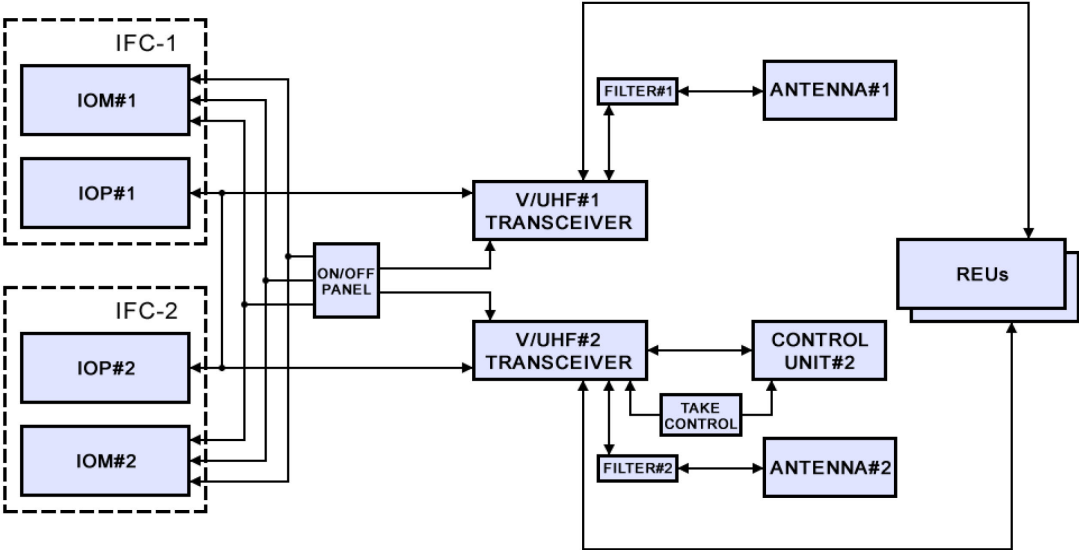 IFC-1
IOM#1
IOP#1
IFC-2
IOP#2
IOM#2
ON/OFF
PANEL
V/UHF#1
TRANSCEIVER
V/UHF#2
TRANSCEIVER
FILTER#1
ANTENNA#1
CONTROL
UNIT#2
TAKE
CONTROL
FILTER#2
ANTENNA#2
REUs